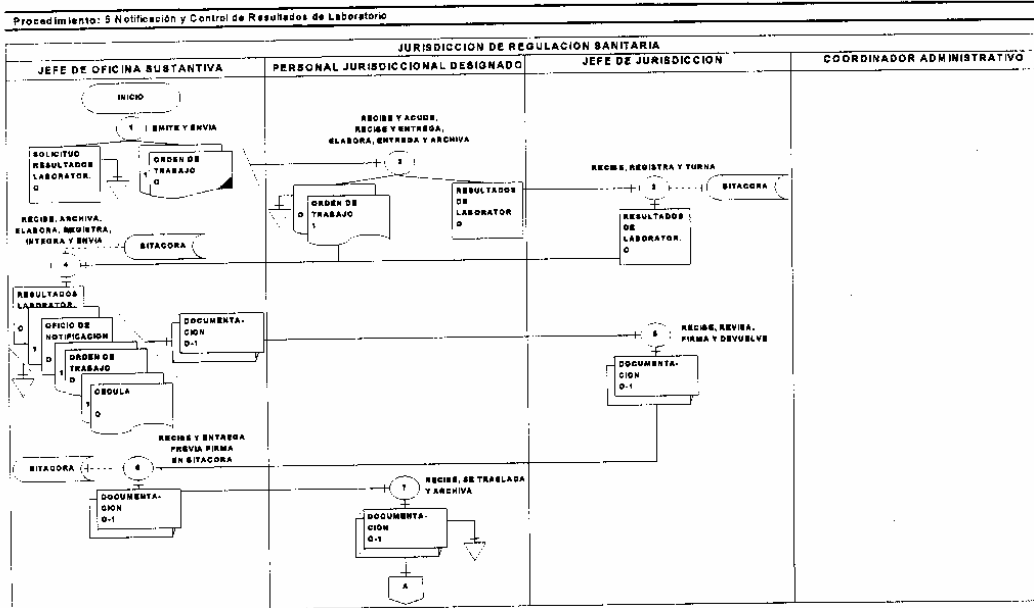 Procedimiento: 5 Notificación y Control de Resultados de Laboratorio
JURISDICCION DE REGULACION SANITARIA
JEFE DE OFICINA SUSTANTIVA
PERSONAL JURISDICCIONAL DESIGNADO
JEFE DE JURISDICCION
COORDINADOR ADMINISTRATIVO
INICIO
1
EMITE Y ENVIA
SOLICITUD
RESULTADOS
LABORATOR.
O
ORDEN DE
TRABAJO
O
1
RECIBE Y ACUDE,
RECIBE Y ENTREGA,
ELABORA, ENTREGA Y ARCHIVA
2
ORDEN DE
TRABAJO
1
O
RESULTADOS
DE
LABORATOR
O
RECIBE, REGISTRA Y TURNA
3
BITACORA
RESULTADOS
DE
LABORATOR.
O
RECIBE, ARCHIVA,
ELABORA, REGISTRA,
INTEGRA Y ENVIA
BITACORA
4
RESULTADOS
LABORATOR.
O
OFICIO DE
NOTIFICACION
O
1
ORDEN DE
TRABAJO
O
1
CEDULA
O
1
DOCUMENTA-
CION
O-1
5
RECIBE, REVISA,
FIRMA Y DEVUELVE
DOCUMENTA-
CION
O-1
RECIBE Y ENTREGA
PREVIA FIRMA
EN BITACORA
BITACORA
6
DOCUMENTA-
CION
O-1
7
RECIBE, SE TRASLADA
Y ARCHIVA
DOCUMENTA-
CION
O-1
A